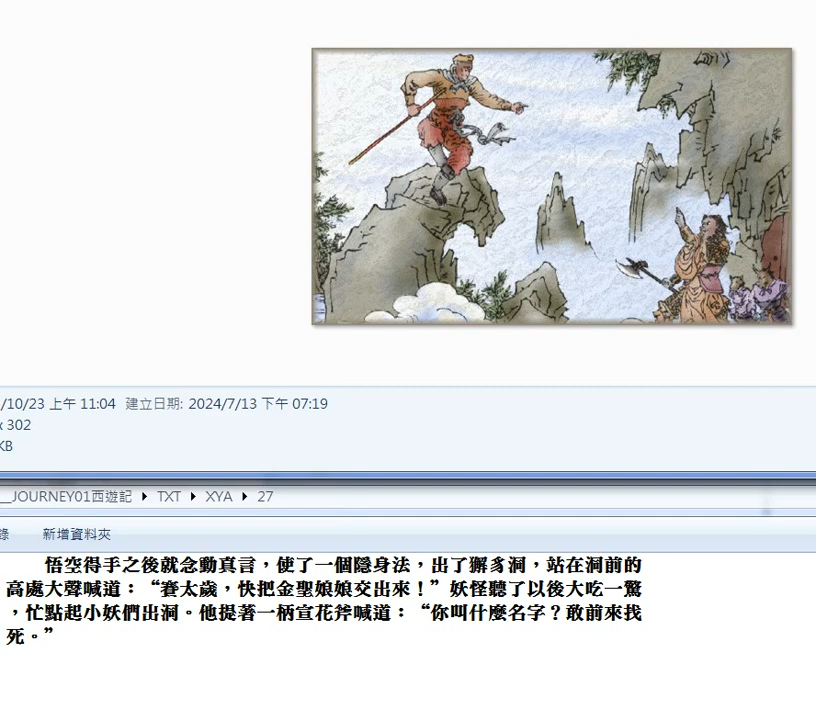 /10/23 上午 11:04 建立日期: 2024/7/13 下午 07:19
x 302
KB
__JOURNEY01西遊記 ▶ TXT ▶ XYA ▶ 27
錄 新增資料夾
悟空得手之後就念動真言，使了一個隱身法，出了獬豸洞，站在洞前的
高處大聲喊道：“賽太歲，快把金聖娘娘交出來！”妖怪聽了以後大吃一驚
，忙點起小妖們出洞。他提著一柄宣花斧喊道：“你叫什麼名字？敢前來找
死。”